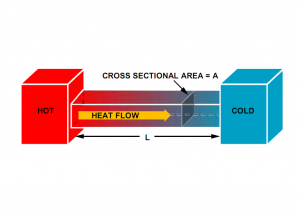 CROSS SECTIONAL AREA = A
HOT
HEAT FLOW
COLD
L